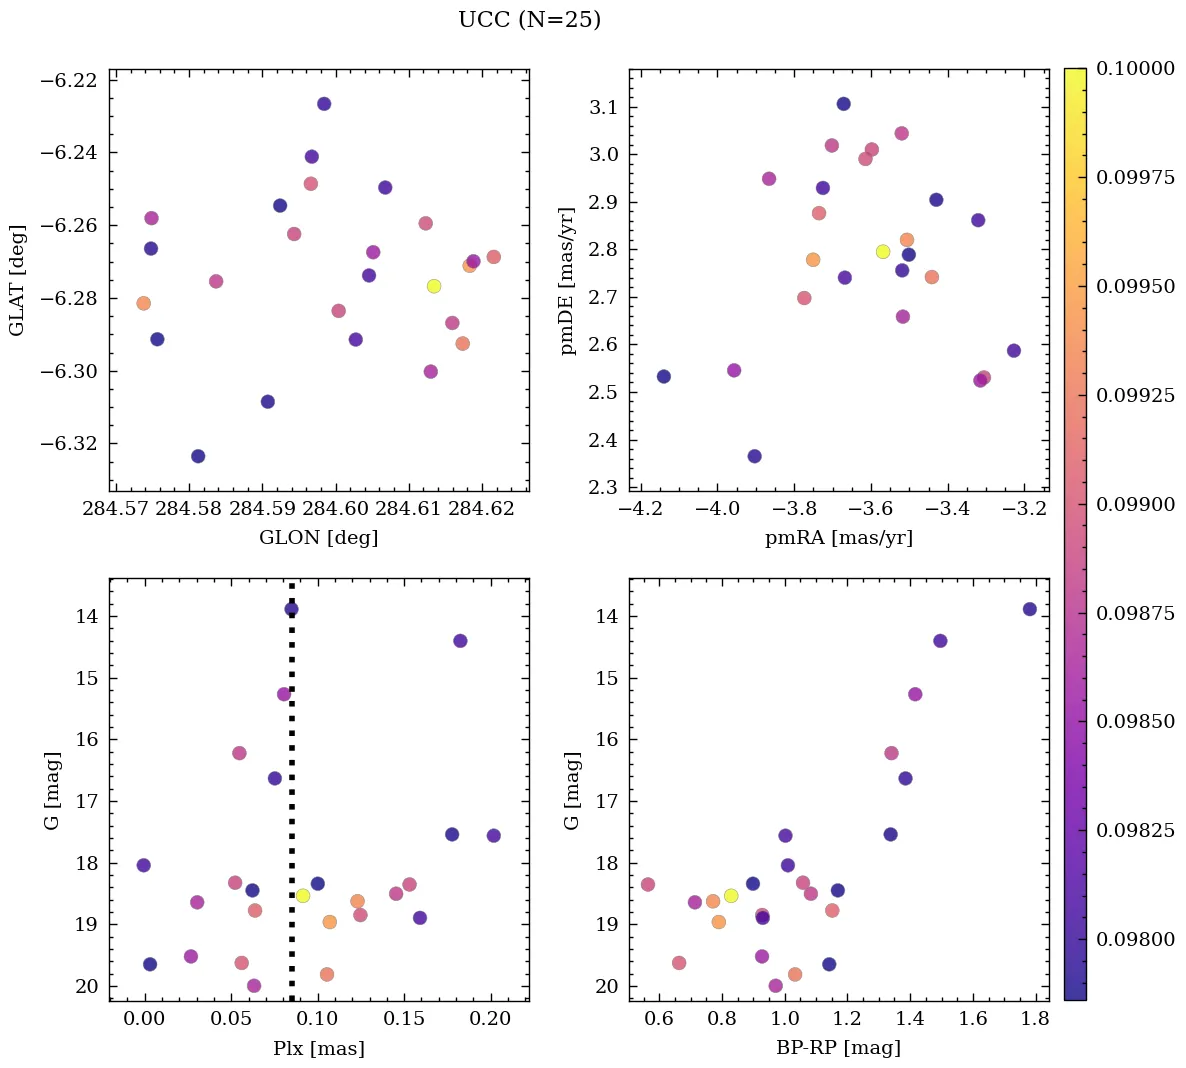 UCC (N=25)
−6.22
−6.24
−6.26
−6.28
−6.30
−6.32
GLAT [deg]
284.57 284.58 284.59 284.60 284.61 284.62
GLON [deg]
3.1
3.0
2.9
2.8
2.7
2.6
2.5
2.4
2.3
pmDE [mas/yr]
−4.2 −4.0 −3.8 −3.6 −3.4 −3.2
pmRA [mas/yr]
14
15
16
17
18
19
20
G [mag]
0.00 0.05 0.10 0.15 0.20
Plx [mas]
14
15
16
17
18
19
20
G [mag]
0.6 0.8 1.0 1.2 1.4 1.6 1.8
BP-RP [mag]
0.10000
0.09975
0.09950
0.09925
0.09900
0.09875
0.09850
0.09825
0.09800